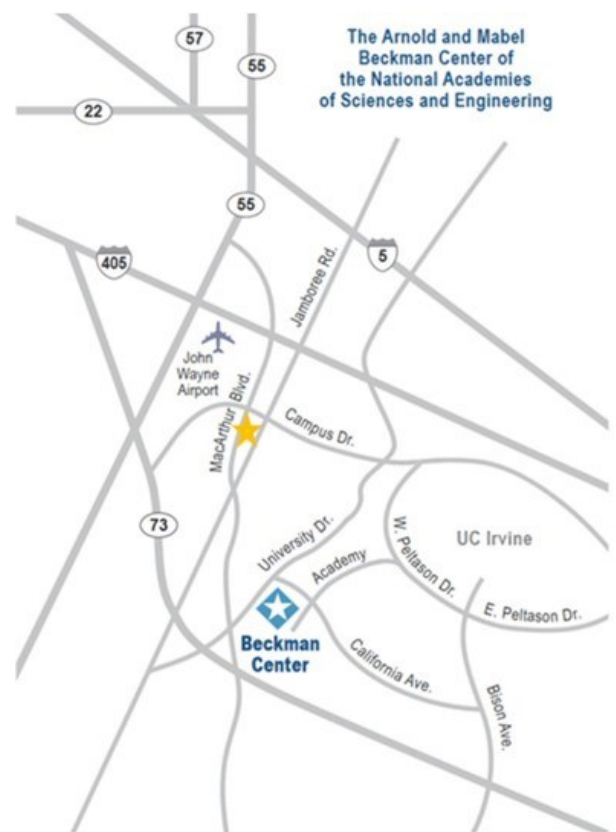 The Arnold and Mabel
Beckman Center of
the National Academies
of Sciences and Engineering
57
55
22
55
405
5
Jamboree Rd.
John
Wayne
Airport
MacArthur Blvd.
Campus Dr.
73
University Dr.
Academy
W. Peltason Dr.
UC Irvine
E. Peltason Dr.
Beckman
Center
California Ave.
Bison Ave.